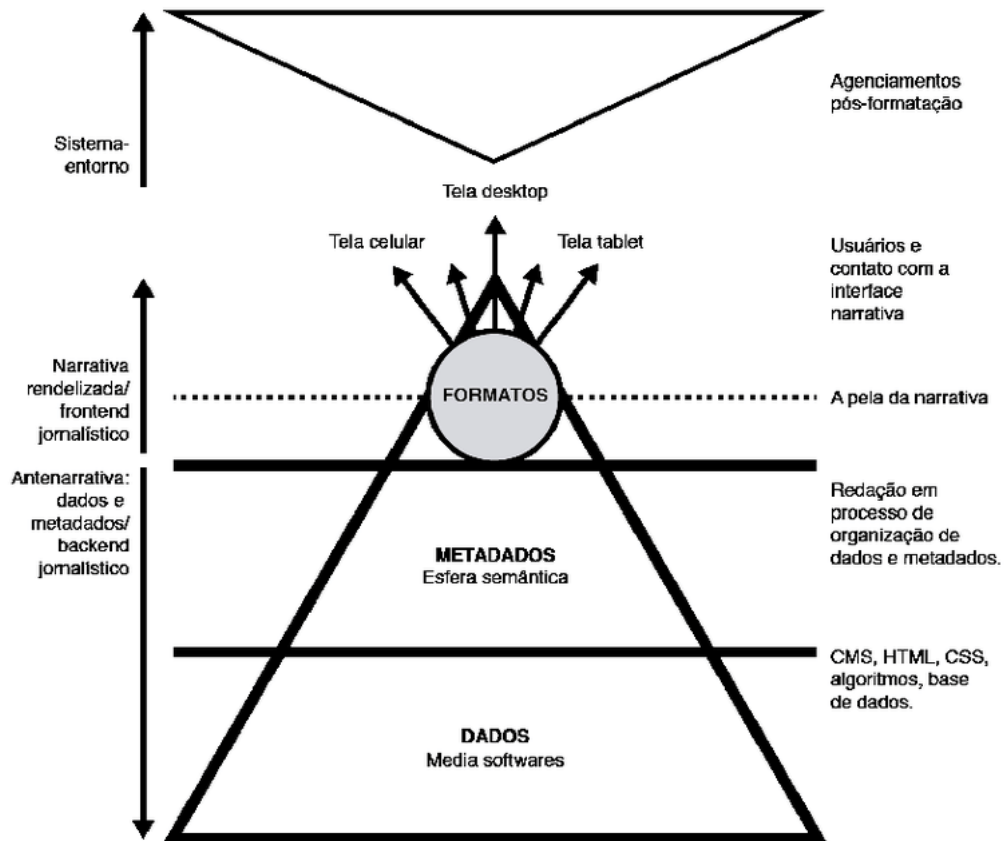 Agenciamentos
pós-formatação
Sistema-
entorno
Tela desktop
Tela celular
Tela tablet
Usuários e
contato com a
interface
narrativa
Narrativa
rendelizada/
frontend
jornalístico
FORMATOS
A pela da narrativa
Antenarrativa:
dados e
metadados/
backend
jornalístico
METADADOS
Esfera semântica
Redação em
processo de
organização de
dados e metadados.
CMS, HTML, CSS,
algoritmos, base
de dados.
DADOS
Media softwares